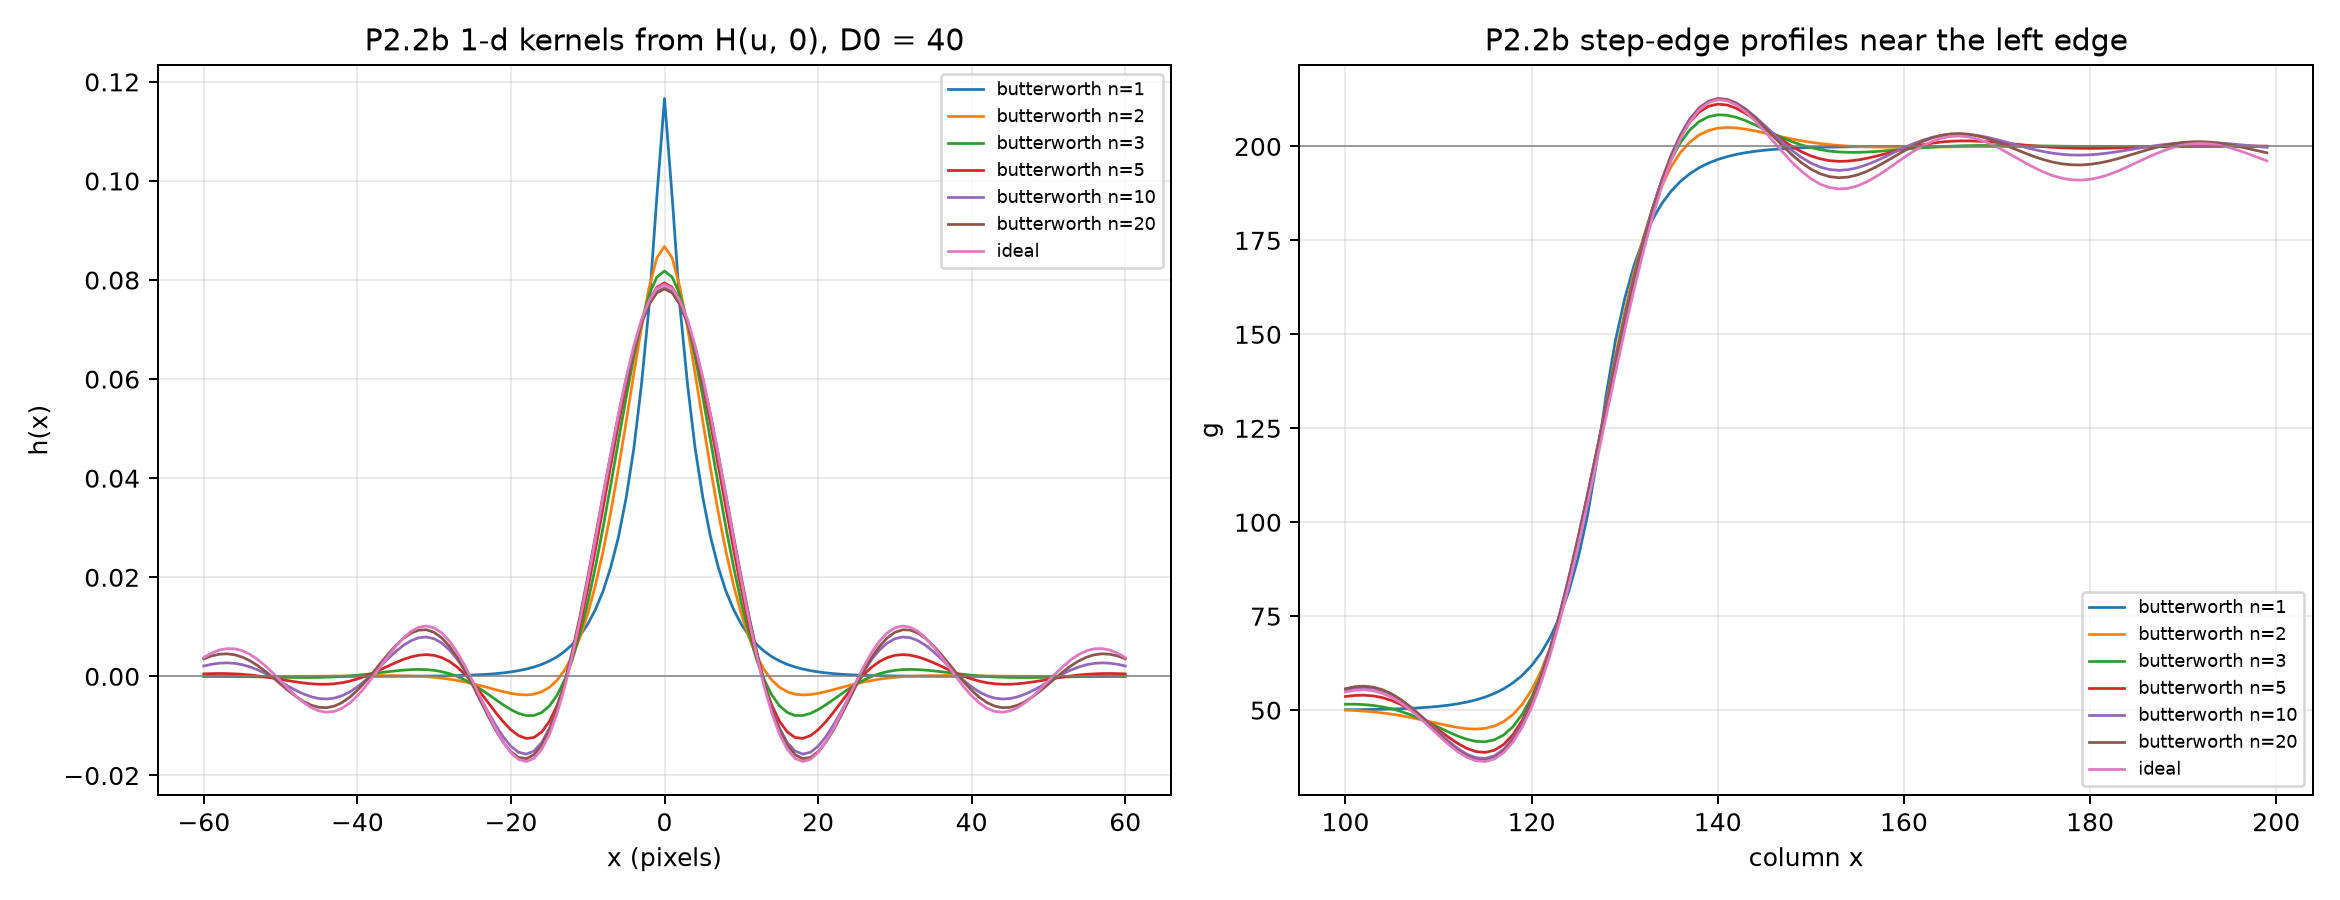 P2.2b 1-d kernels from H(u, 0), D0 = 40
0.12
0.10
0.08
0.06
0.04
0.02
0.00
−0.02
h(x)
−60 −40 −20 0 20 40 60
x (pixels)
butterworth n=1
butterworth n=2
butterworth n=3
butterworth n=5
butterworth n=10
butterworth n=20
ideal
P2.2b step-edge profiles near the left edge
200
175
150
125
100
75
50
g
100 120 140 160 180 200
column x
butterworth n=1
butterworth n=2
butterworth n=3
butterworth n=5
butterworth n=10
butterworth n=20
ideal